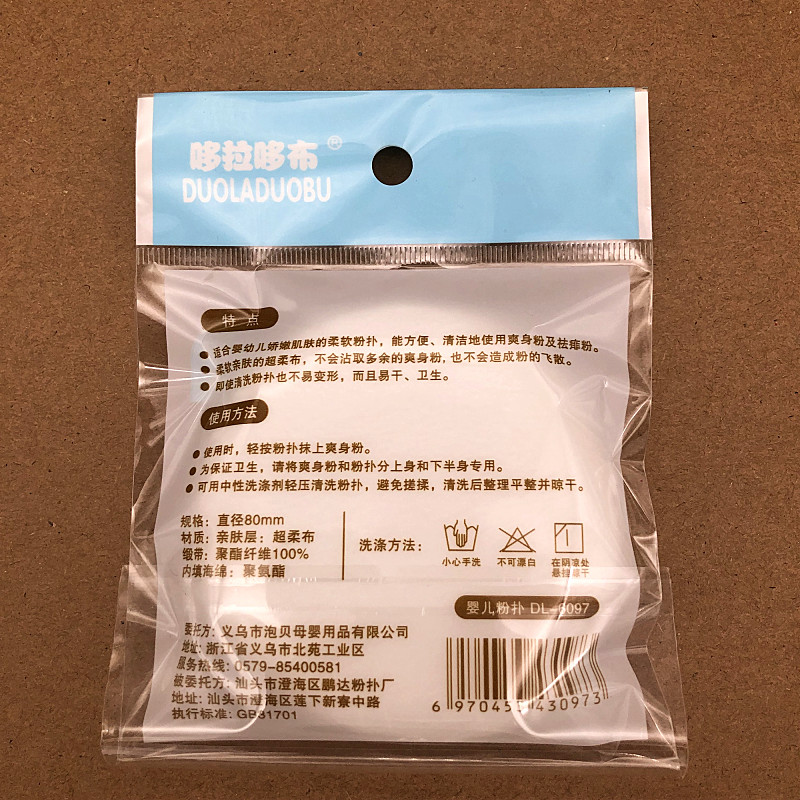 哆拉哆布®
DUOLADUOBU
特点
● 适合婴幼儿娇嫩肌肤的柔软粉扑，能方便、清洁地使用爽身粉及祛痱粉。
● 柔软亲肤的超柔布，不会沾取多余的爽身粉,也不会造成粉的飞散。
● 即使清洗粉扑也不易变形，而且易干、卫生。
使用方法
● 使用时，轻按粉扑抹上爽身粉。
● 为保证卫生，请将爽身粉和粉扑分上身和下半身专用。
● 可用中性洗涤剂轻压清洗粉扑，避免搓揉，清洗后整理平整并晾干。
规格：直径80mm
材质：亲肤层：超柔布
缎带：聚酯纤维100%
内填海绵：聚氨酯
洗涤方法：
小心手洗
不可漂白
在阴凉处
悬挂晾干
婴儿粉扑 DL-6097
委托方: 义乌市泡贝母婴用品有限公司
地址: 浙江省义乌市北苑工业区
服务热线: 0579-85400581
被委托方: 汕头市澄海区鹏达粉扑厂
地址: 汕头市澄海区莲下新寮中路
执行标准: GB31701